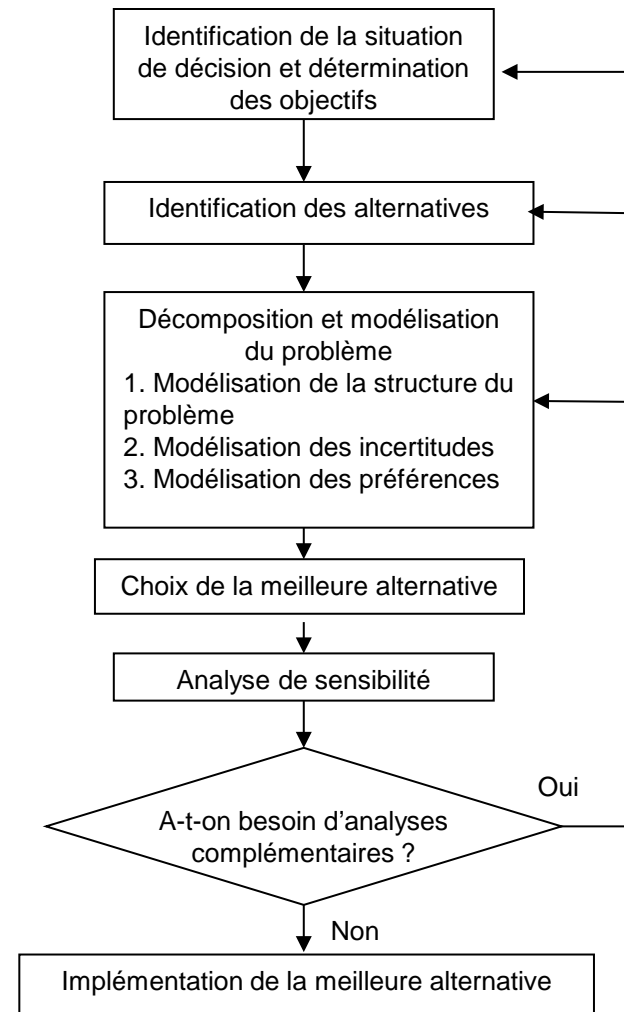 Identification de la situation
de décision et détermination
des objectifs
Identification des alternatives
Décomposition et modélisation
du problème
1. Modélisation de la structure du
problème
2. Modélisation des incertitudes
3. Modélisation des préférences
Choix de la meilleure alternative
Analyse de sensibilité
Oui
A-t-on besoin d’analyses
complémentaires ?
Non
Implémentation de la meilleure alternative